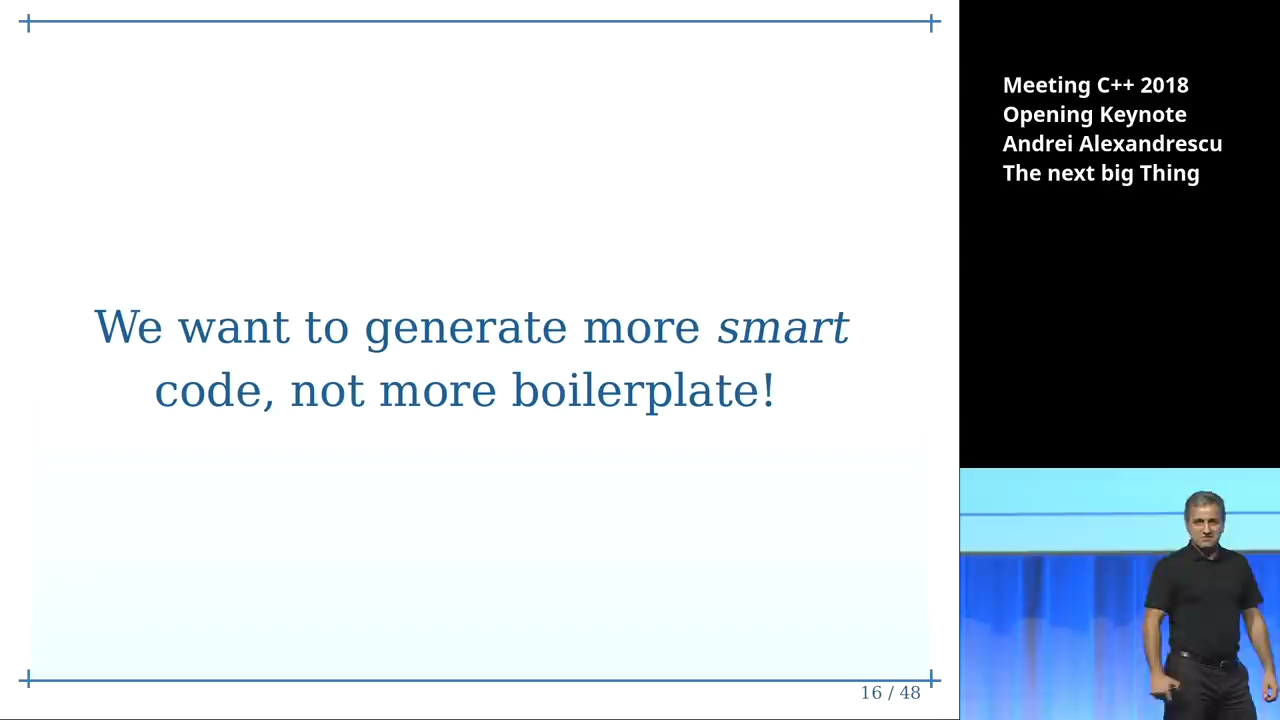 We want to generate more smart
code, not more boilerplate!
16 / 48
Meeting C++ 2018
Opening Keynote
Andrei Alexandrescu
The next big Thing